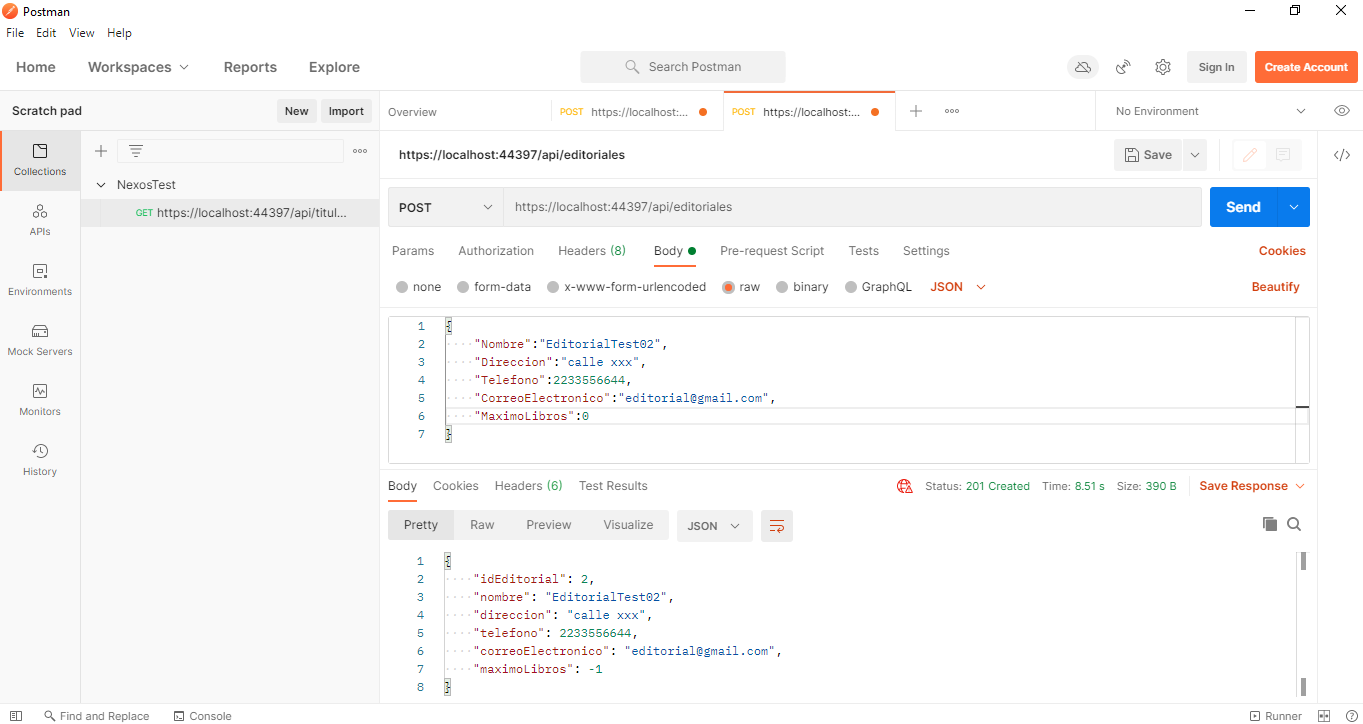 Postman
File Edit View Help
Home Workspaces Reports Explore Search Postman Sign In Create Account
Scratch pad New Import Overview POST https://localhost:... POST https://localhost:... No Environment
Collections
APIs
Environments
Mock Servers
Monitors
History
NexosTest
GET https://localhost:44397/api/titul...
https://localhost:44397/api/editoriales Save
POST https://localhost:44397/api/editoriales Send
Params Authorization Headers (8) Body Pre-request Script Tests Settings Cookies
none form-data x-www-form-urlencoded raw binary GraphQL JSON Beautify
1 {
2 "Nombre":"EditorialTest02",
3 "Direccion":"calle xxx",
4 "Telefono":2233556644,
5 "CorreoElectronico":"editorial@gmail.com",
6 "MaximoLibros":0
7 }
Body Cookies Headers (6) Test Results Status: 201 Created Time: 8.51 s Size: 390 B Save Response
Pretty Raw Preview Visualize JSON
1 {
2 "idEditorial": 2,
3 "nombre": "EditorialTest02",
4 "direccion": "calle xxx",
5 "telefono": 2233556644,
6 "correoElectronico": "editorial@gmail.com",
7 "maximoLibros": -1
8 }
Find and Replace Console Runner